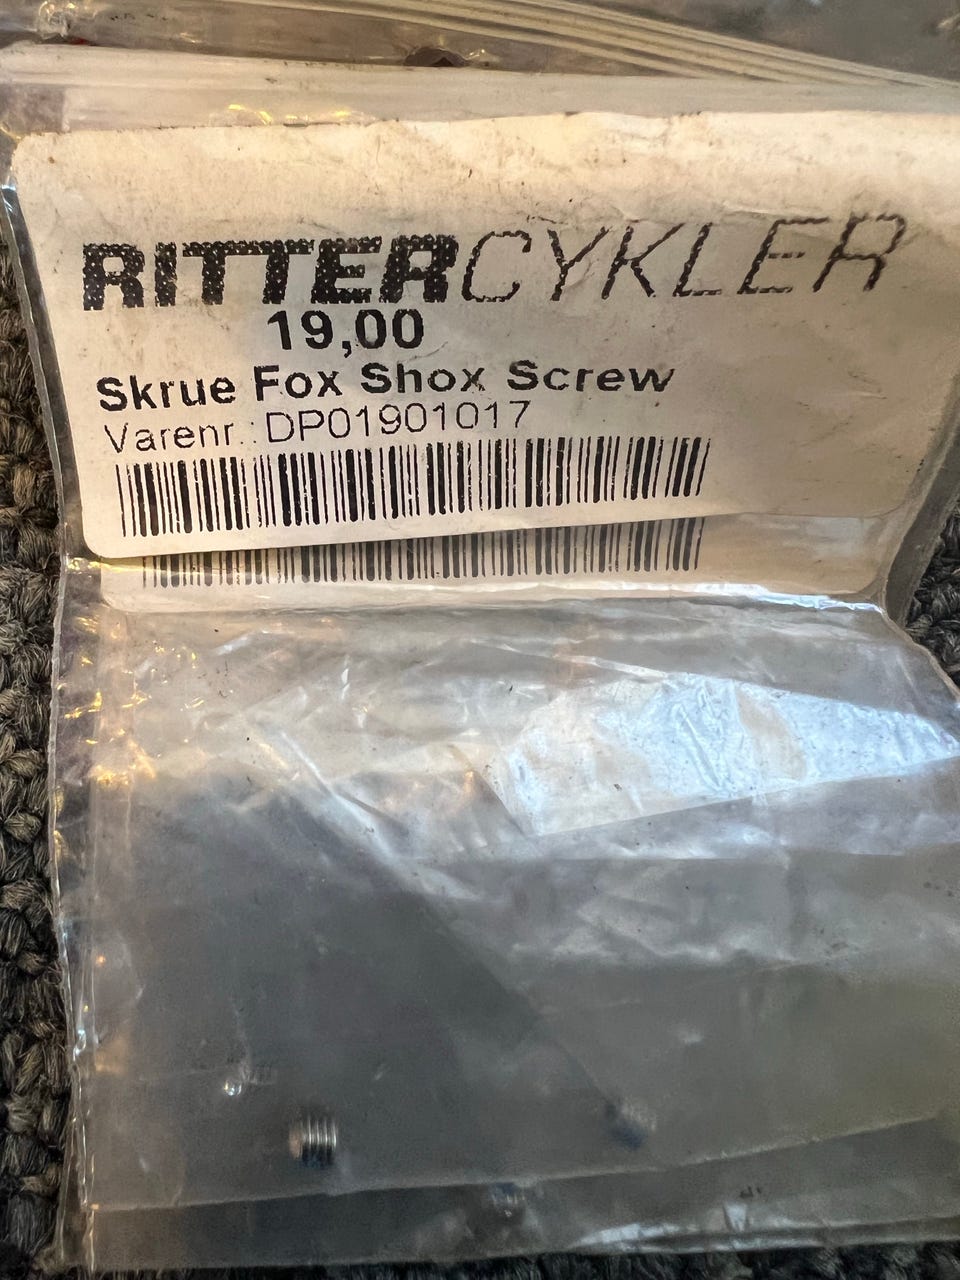 RITTERCYKLER
19,00
Skrue Fox Shox Screw
Varenr.: DP01901017